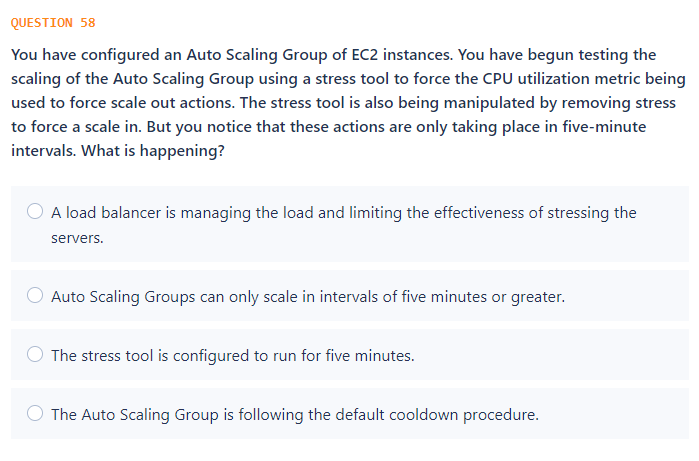 QUESTION 58
You have configured an Auto Scaling Group of EC2 instances. You have begun testing the
scaling of the Auto Scaling Group using a stress tool to force the CPU utilization metric being
used to force scale out actions. The stress tool is also being manipulated by removing stress
to force a scale in. But you notice that these actions are only taking place in five-minute
intervals. What is happening?
A load balancer is managing the load and limiting the effectiveness of stressing the
servers.
Auto Scaling Groups can only scale in intervals of five minutes or greater.
The stress tool is configured to run for five minutes.
The Auto Scaling Group is following the default cooldown procedure.